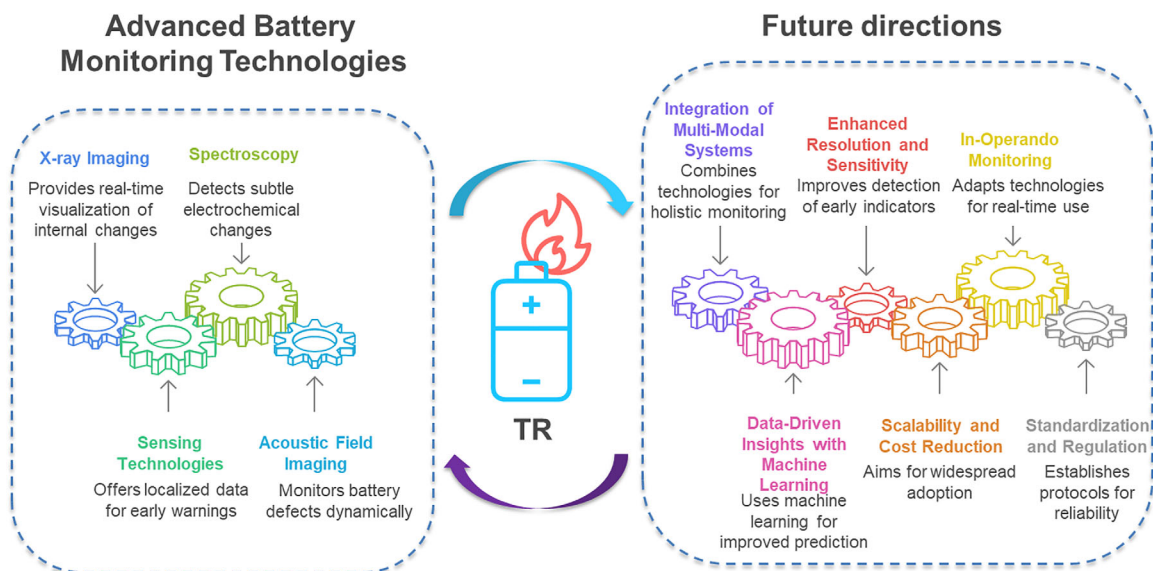 Advanced Battery
Monitoring Technologies
X-ray Imaging
Provides real-time
visualization of
internal changes
Spectroscopy
Detects subtle
electrochemical
changes
Sensing
Technologies
Offers localized data
for early warnings
Acoustic Field
Imaging
Monitors battery
defects dynamically
+
−
TR
Future directions
Integration of
Multi-Modal
Systems
Combines
technologies for
holistic monitoring
Enhanced
Resolution and
Sensitivity
Improves detection
of early indicators
In-Operando
Monitoring
Adapts technologies
for real-time use
Data-Driven
Insights with
Machine
Learning
Uses machine
learning for
improved prediction
Scalability and
Cost Reduction
Aims for widespread
adoption
Standardization
and Regulation
Establishes
protocols for
reliability